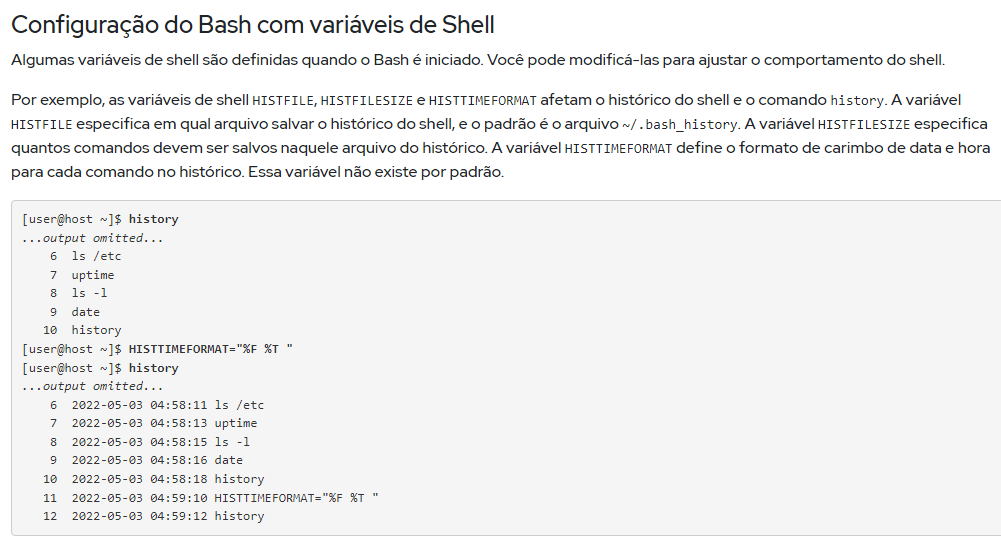 Configuração do Bash com variáveis de Shell
Algumas variáveis de shell são definidas quando o Bash é iniciado. Você pode modificá-las para ajustar o comportamento do shell.
Por exemplo, as variáveis de shell HISTFILE, HISTFILESIZE e HISTTIMEFORMAT afetam o histórico do shell e o comando history. A variável
HISTFILE especifica em qual arquivo salvar o histórico do shell, e o padrão é o arquivo ~/.bash_history. A variável HISTFILESIZE especifica
quantos comandos devem ser salvos naquele arquivo do histórico. A variável HISTTIMEFORMAT define o formato de carimbo de data e hora
para cada comando no histórico. Essa variável não existe por padrão.
[user@host ~]$ history
...output omitted...
    6  ls /etc
    7  uptime
    8  ls -l
    9  date
   10  history
[user@host ~]$ HISTTIMEFORMAT="%F %T "
[user@host ~]$ history
...output omitted...
    6  2022-05-03 04:58:11 ls /etc
    7  2022-05-03 04:58:13 uptime
    8  2022-05-03 04:58:15 ls -l
    9  2022-05-03 04:58:16 date
   10  2022-05-03 04:58:18 history
   11  2022-05-03 04:59:10 HISTTIMEFORMAT="%F %T "
   12  2022-05-03 04:59:12 history